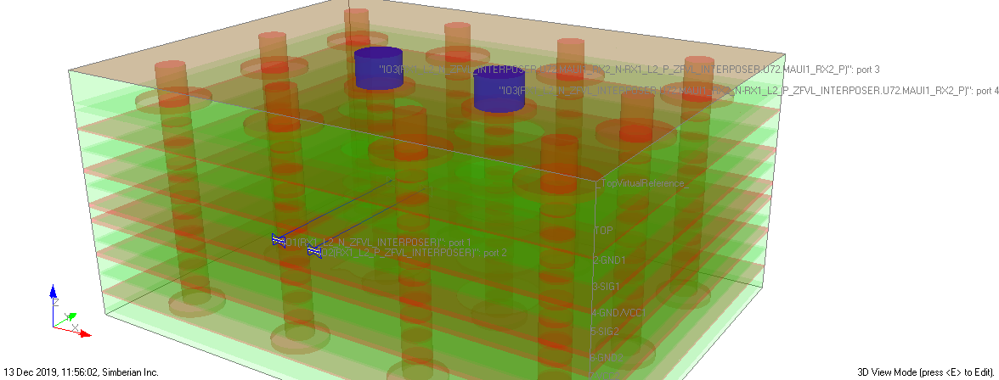 "IO3(RX1_L2_N_ZFVL_INTERPOSER.U72.MAUI1_RX2_N-RX1_L2_P_ZFVL_INTERPOSER.U72.MAUI1_RX2_P)": port 3
"IO3(RX1_L2_N_ZFVL_INTERPOSER.U72.MAUI1_RX2_N-RX1_L2_P_ZFVL_INTERPOSER.U72.MAUI1_RX2_P)": port 4
TopVirtualReference
TOP
(RX1_L2_N_ZFVL_INTERPOSER)": port 1
(RX1_L2_P_ZFVL_INTERPOSER)": port 2
2-GND1
3-SIG1
4-GND/VCC1
5-SIG2
Z
Y
X
13 Dec 2019, 11:56:02, Simberian Inc.
3D View Mode (press <E> to Edit)